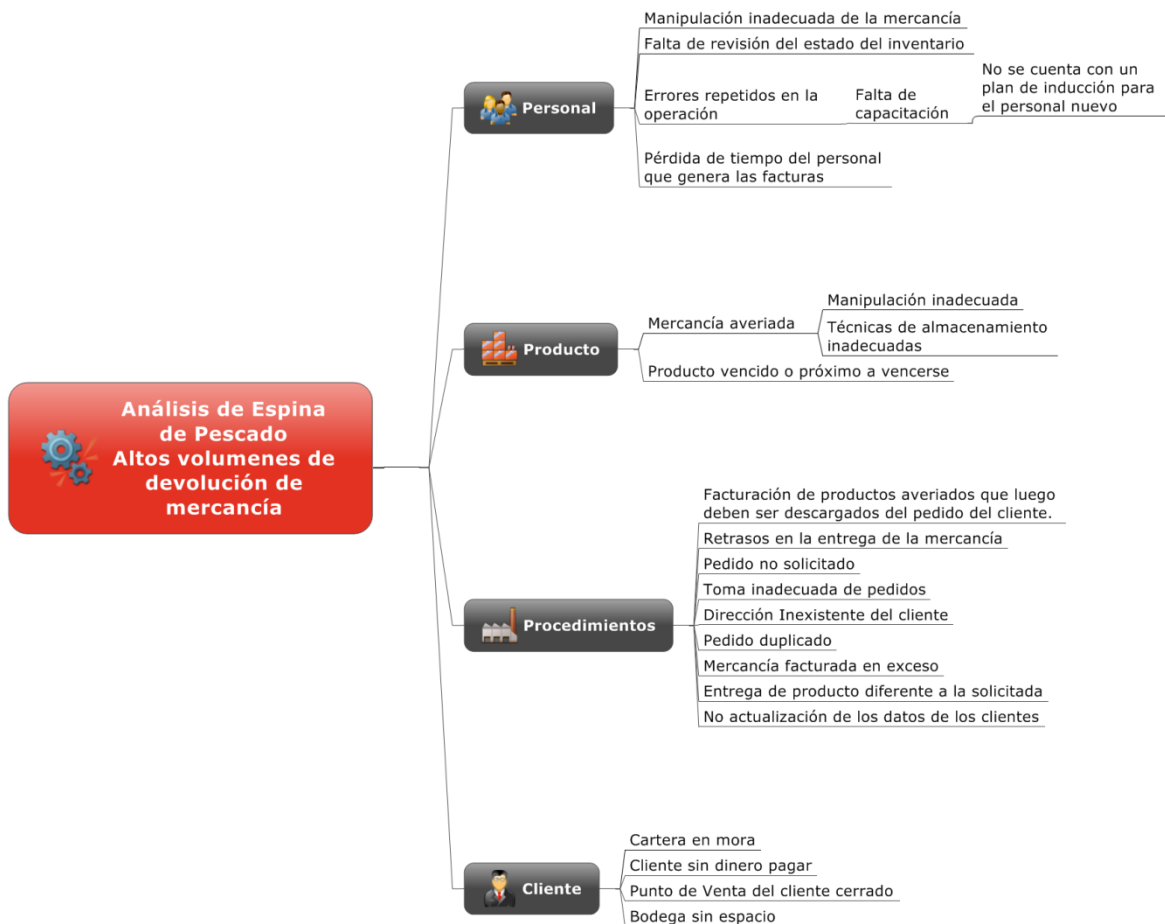 Análisis de Espina
de Pescado
Altos volumenes de
devolución de
mercancía
Personal
Manipulación inadecuada de la mercancía
Falta de revisión del estado del inventario
Errores repetidos en la
operación
Falta de
capacitación
No se cuenta con un
plan de inducción para
el personal nuevo
Pérdida de tiempo del personal
que genera las facturas
Producto
Mercancía averiada
Manipulación inadecuada
Técnicas de almacenamiento
inadecuadas
Producto vencido o próximo a vencerse
Procedimientos
Facturación de productos averiados que luego
deben ser descargados del pedido del cliente.
Retrasos en la entrega de la mercancía
Pedido no solicitado
Toma inadecuada de pedidos
Dirección Inexistente del cliente
Pedido duplicado
Mercancía facturada en exceso
Entrega de producto diferente a la solicitada
No actualización de los datos de los clientes
Cliente
Cartera en mora
Cliente sin dinero pagar
Punto de Venta del cliente cerrado
Bodega sin espacio